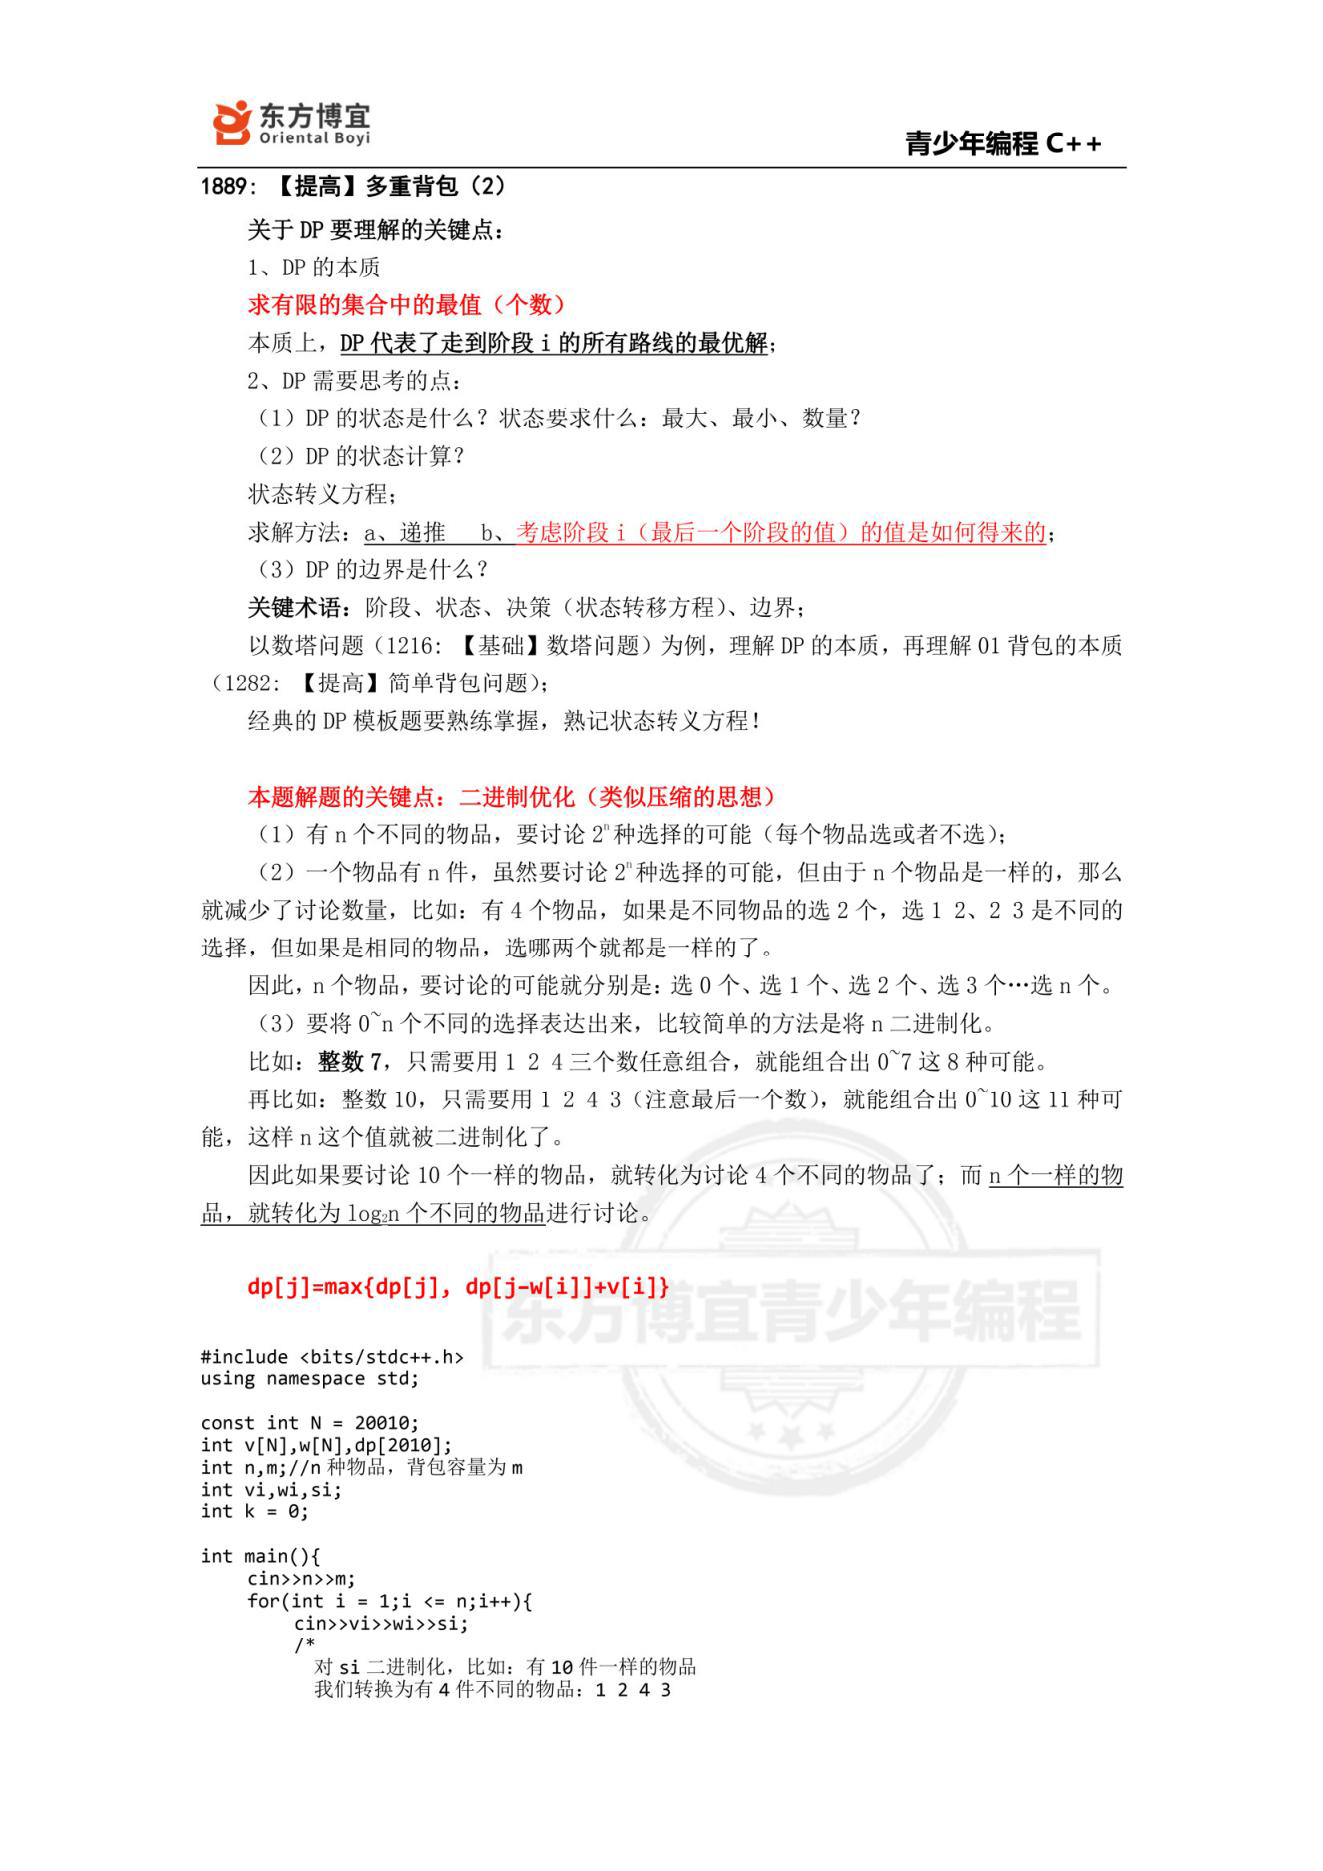 东方博宜
Oriental Boyi
青少年编程 C++
1889: 【提高】多重背包（2）
关于 DP 要理解的关键点：
1、DP 的本质
求有限的集合中的最值（个数）
本质上，DP 代表了走到阶段 i 的所有路线的最优解；
2、DP 需要思考的点：
（1）DP 的状态是什么？状态要求什么：最大、最小、数量？
（2）DP 的状态计算？
状态转义方程；
求解方法：a、递推 b、考虑阶段 i（最后一个阶段的值）的值是如何得来的；
（3）DP 的边界是什么？
关键术语：阶段、状态、决策（状态转移方程）、边界；
以数塔问题（1216: 【基础】数塔问题）为例，理解 DP 的本质，再理解 01 背包的本质
（1282: 【提高】简单背包问题）；
经典的 DP 模板题要熟练掌握，熟记状态转义方程！
本题解题的关键点：二进制优化（类似压缩的思想）
（1）有 n 个不同的物品，要讨论 2ⁿ 种选择的可能（每个物品选或者不选）；
（2）一个物品有 n 件，虽然要讨论 2ⁿ 种选择的可能，但由于 n 个物品是一样的，那么
就减少了讨论数量，比如：有 4 个物品，如果是不同物品的选 2 个，选 1 2、2 3 是不同的
选择，但如果是相同的物品，选哪两个就都是一样的了。
因此，n 个物品，要讨论的可能就分别是：选 0 个、选 1 个、选 2 个、选 3 个…选 n 个。
（3）要将 0~n 个不同的选择表达出来，比较简单的方法是将 n 二进制化。
比如：整数 7，只需要用 1 2 4 三个数任意组合，就能组合出 0~7 这 8 种可能。
再比如：整数 10，只需要用 1 2 4 3（注意最后一个数），就能组合出 0~10 这 11 种可
能，这样 n 这个值就被二进制化了。
因此如果要讨论 10 个一样的物品，就转化为讨论 4 个不同的物品了；而 n 个一样的物
品，就转化为 log₂n 个不同的物品进行讨论。
dp[j]=max{dp[j], dp[j-w[i]]+v[i]}
东方博宜青少年编程
#include <bits/stdc++.h>
using namespace std;
const int N = 20010;
int v[N],w[N],dp[2010];
int n,m;//n 种物品，背包容量为 m
int vi,wi,si;
int k = 0;
int main(){
cin>>n>>m;
for(int i = 1;i <= n;i++){
cin>>vi>>wi>>si;
/*
对 si 二进制化，比如：有 10 件一样的物品
我们转换为有 4 件不同的物品：1 2 4 3